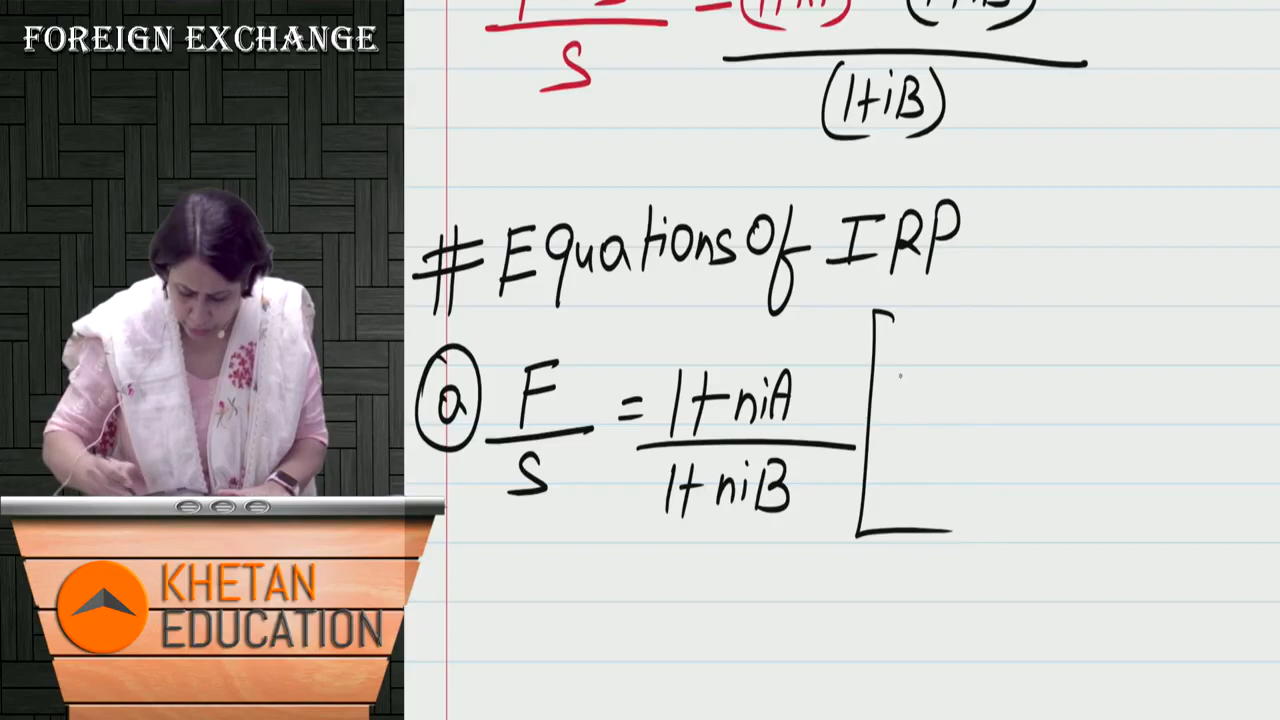 FOREIGN EXCHANGE
S
(1+iB)
# Equations Of IRP
(a) F/S = 1+niA / 1+niB [
KHETAN
EDUCATION